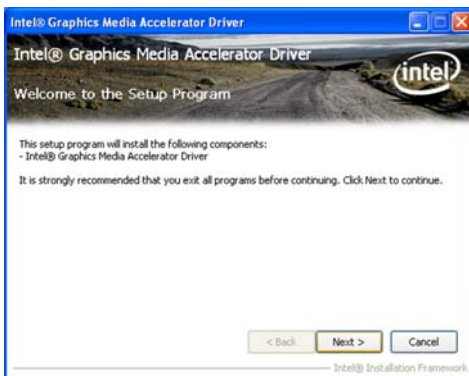 Intel® Graphics Media Accelerator Driver
Intel® Graphics Media Accelerator Driver
intel
Welcome to the Setup Program
This setup program will install the following components:
- Intel® Graphics Media Accelerator Driver
It is strongly recommended that you exit all programs before continuing. Click Next to continue.
< Back
Next >
Cancel
Intel® Installation Framework